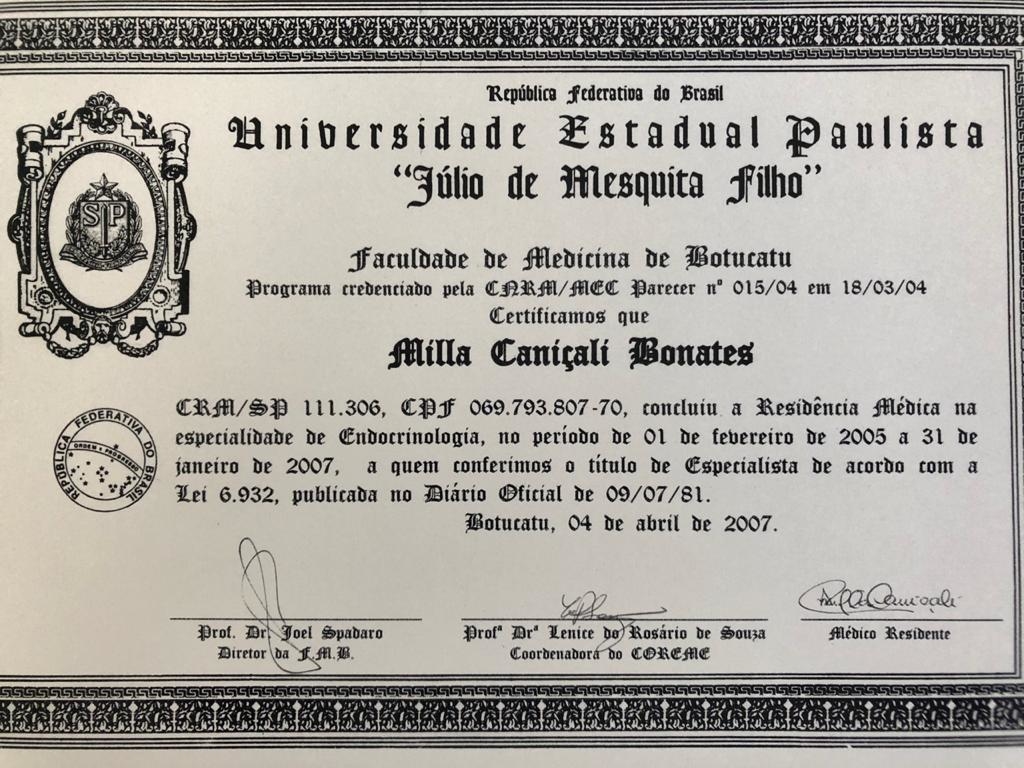 República Federativa do Brasil
Universidade Estadual Paulista
“Júlio de Mesquita Filho”
Faculdade de Medicina de Botucatu
Programa credenciado pela CNRM/MEC Parecer nº 015/04 em 18/03/04
Certificamos que
Milla Caniçali Bonates
CRM/SP 111.306, CPF 069.793.807-70, concluiu a Residência Médica na
especialidade de Endocrinologia, no período de 01 de fevereiro de 2005 a 31 de
janeiro de 2007, a quem conferimos o título de Especialista de acordo com a
Lei 6.932, publicada no Diário Oficial de 09/07/81.
Botucatu, 04 de abril de 2007.
SP
REPÚBLICA FEDERATIVA DO BRASIL
ORDEM E PROGRESSO
Prof. Dr. Joel Spadaro
Diretor da F.M.B.
Profª Drª Lenice do Rosário de Souza
Coordenadora do COREME
Médico Residente